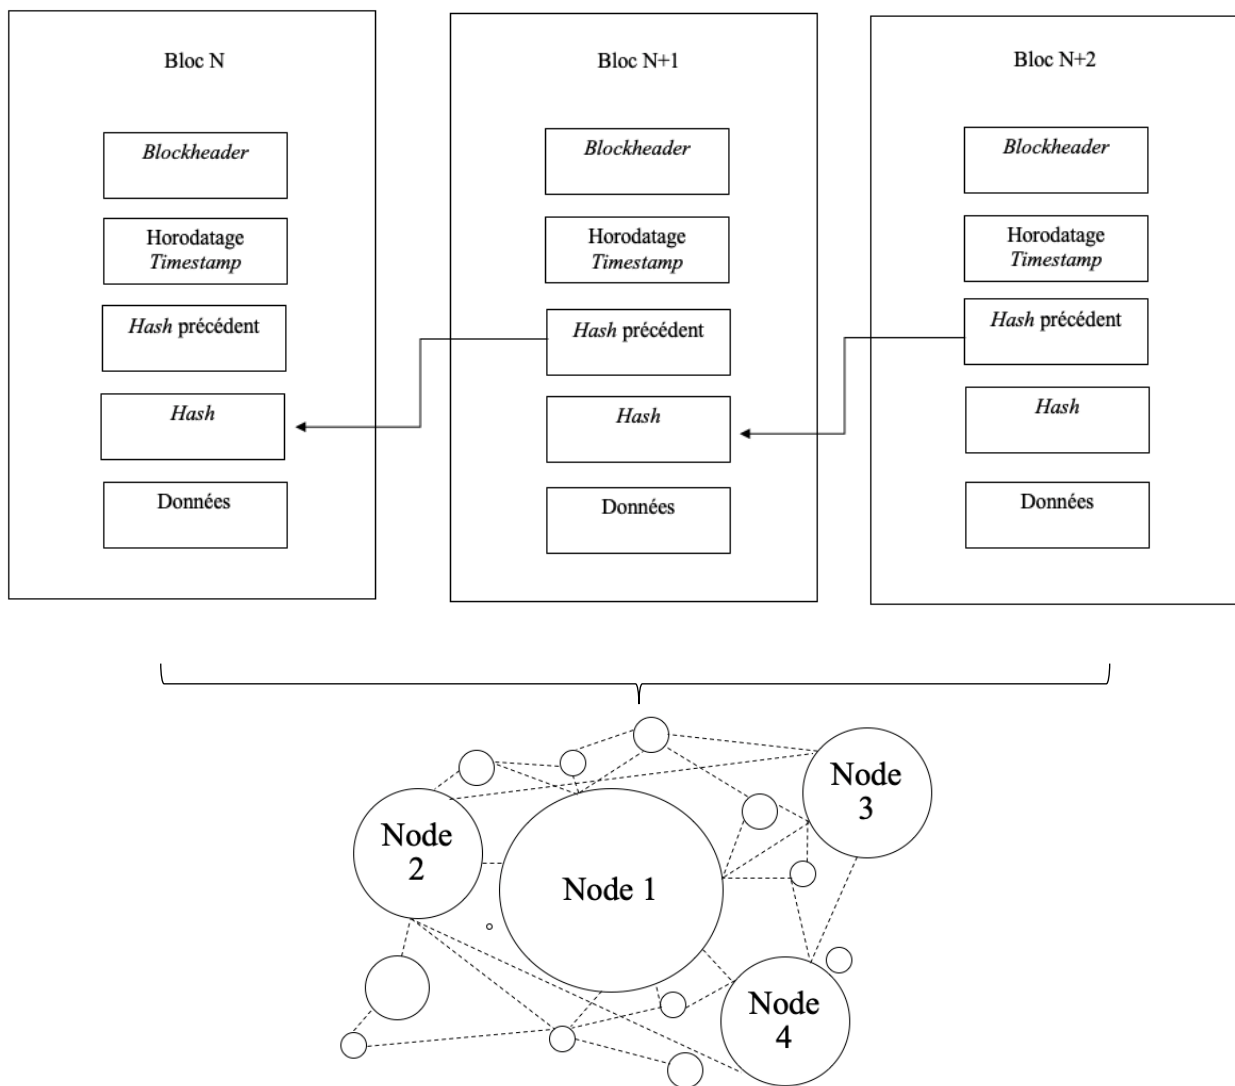 Bloc N
Blockheader
Horodatage
Timestamp
Hash précédent
Hash
Données
Bloc N+1
Blockheader
Horodatage
Timestamp
Hash précédent
Hash
Données
Bloc N+2
Blockheader
Horodatage
Timestamp
Hash précédent
Hash
Données
Node
3
Node
2
Node 1
Node
4